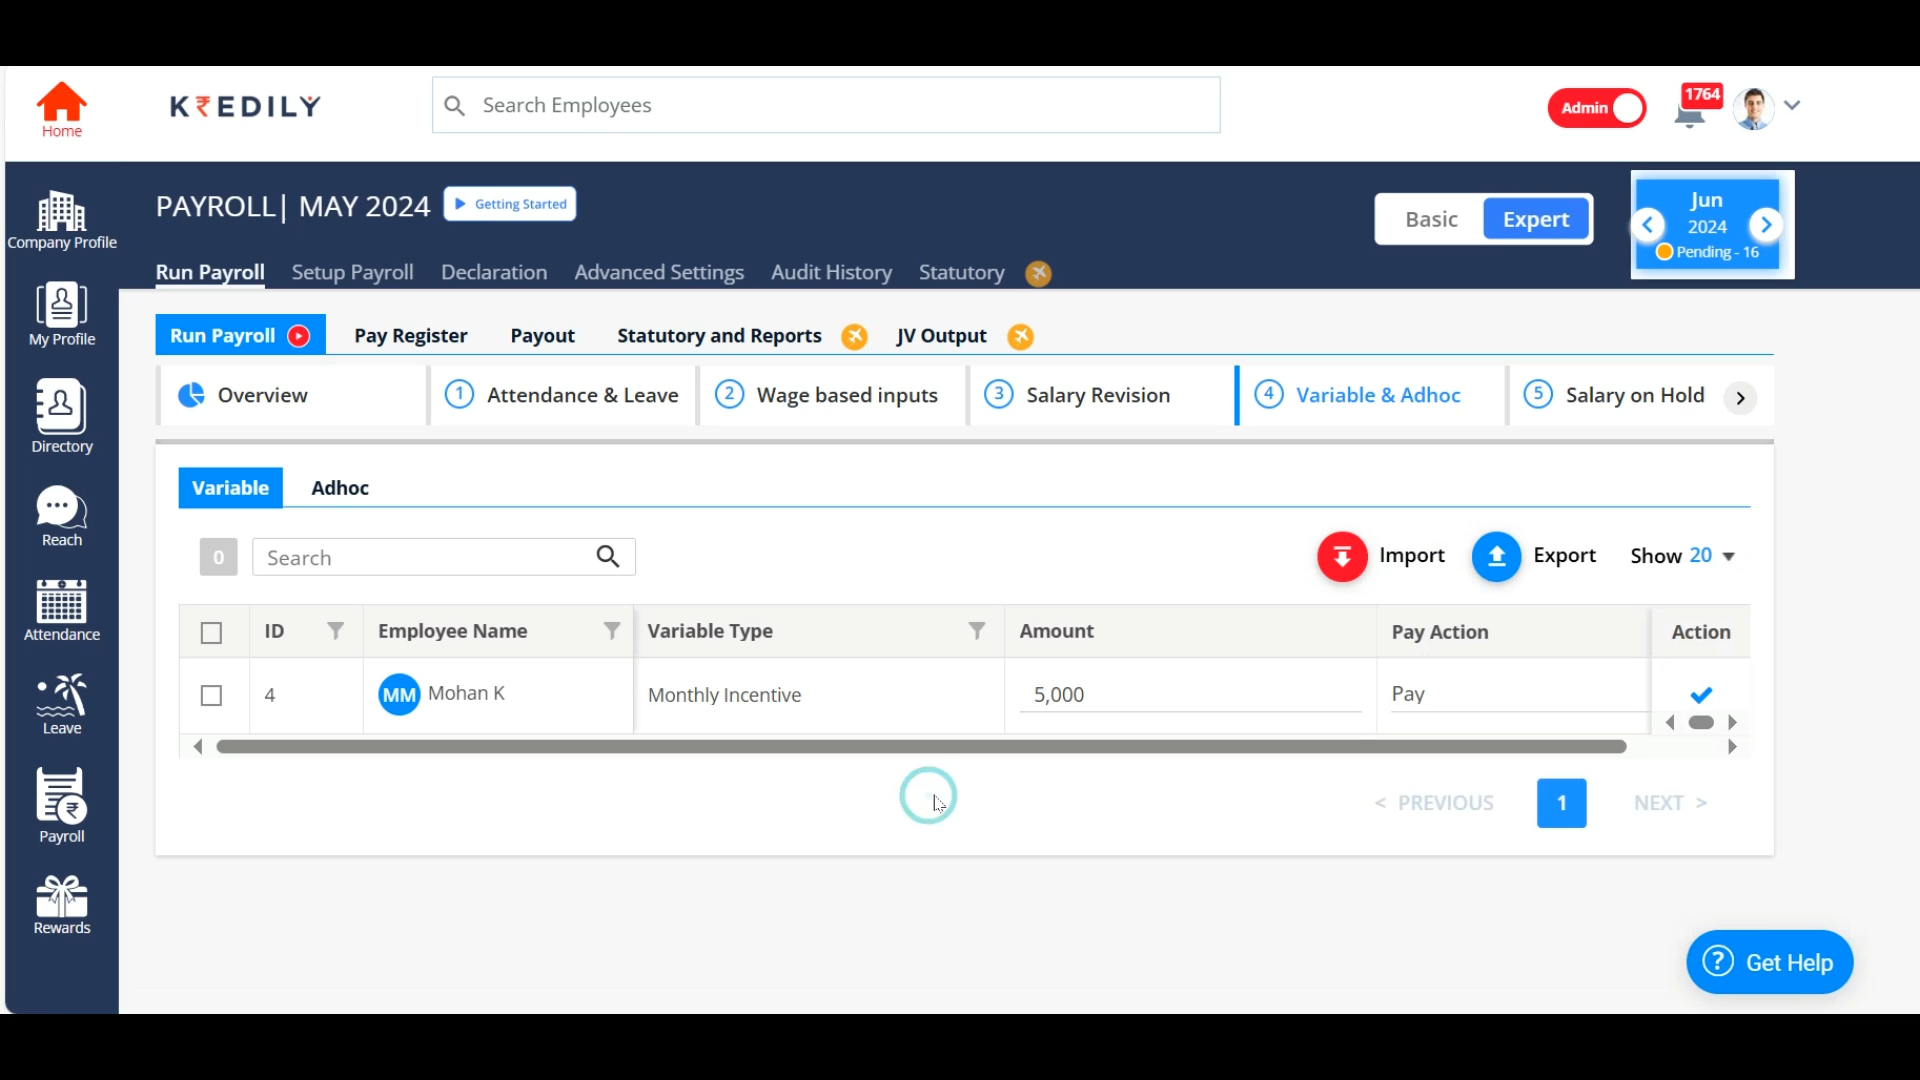 Home
K₹EDILY
Search Employees
Admin
1764
Company Profile
My Profile
Directory
Reach
Attendance
Leave
Payroll
Rewards
PAYROLL| MAY 2024
Getting Started
Basic
Expert
Jun
2024
Pending - 16
Run Payroll
Setup Payroll
Declaration
Advanced Settings
Audit History
Statutory
Run Payroll
Pay Register
Payout
Statutory and Reports
JV Output
Overview
1 Attendance & Leave
2 Wage based inputs
3 Salary Revision
4 Variable & Adhoc
5 Salary on Hold
Variable
Adhoc
0
Search
Import
Export
Show 20
ID
Employee Name
Variable Type
Amount
Pay Action
Action
4
MM
Mohan K
Monthly Incentive
5,000
Pay
< PREVIOUS
1
NEXT >
? Get Help